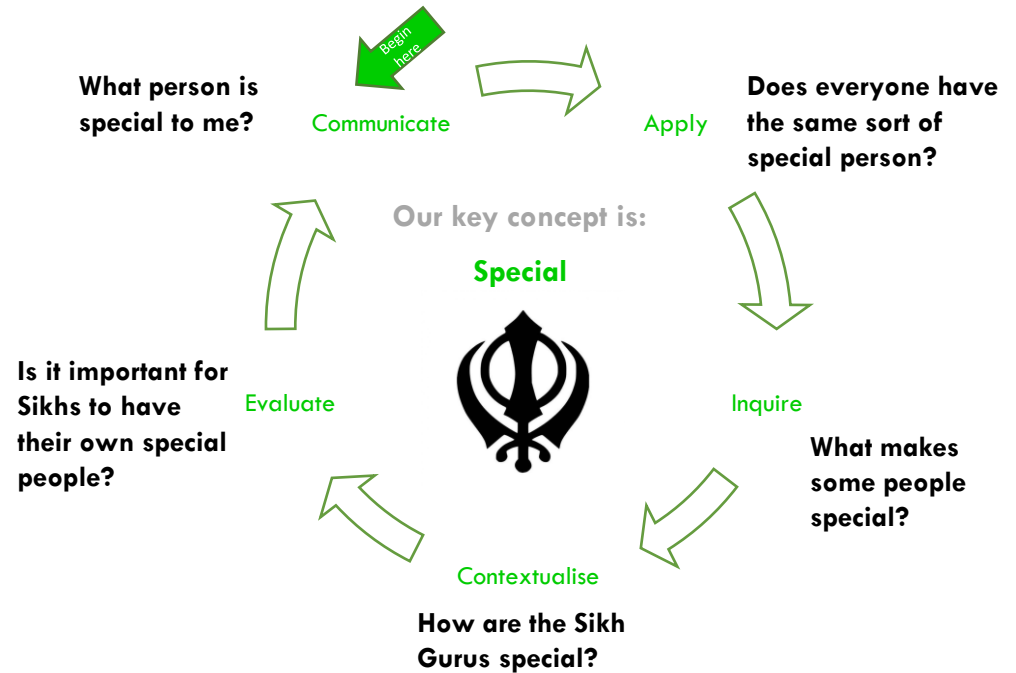 Begin
here
What person is
special to me?
Communicate
Apply
Does everyone have
the same sort of
special person?
Our key concept is:
Special
Inquire
What makes
some people
special?
Contextualise
How are the Sikh
Gurus special?
Evaluate
Is it important for
Sikhs to have
their own special
people?